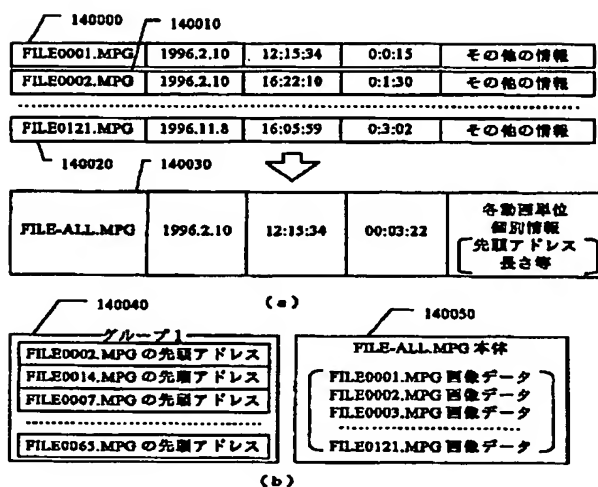 140000 140010
FILE0001.MPG 1996.2.10 12:15:34 0:0:15 その他の情報
FILE0002.MPG 1996.2.10 16:22:10 0:1:30 その他の情報
FILE0121.MPG 1996.11.8 16:05:59 0:3:02 その他の情報
140020 140030
FILE-ALL.MPG 1996.2.10 12:15:34 00:03:22 各動画単位
個別情報
先頭アドレス
長さ等
(a)
140040 140050
グループ1
FILE0002.MPG の先頭アドレス
FILE0014.MPG の先頭アドレス
FILE0007.MPG の先頭アドレス
FILE0065.MPG の先頭アドレス
FILE-ALL.MPG 本体
FILE0001.MPG 画像データ
FILE0002.MPG 画像データ
FILE0003.MPG 画像データ
FILE0121.MPG 画像データ
(b)